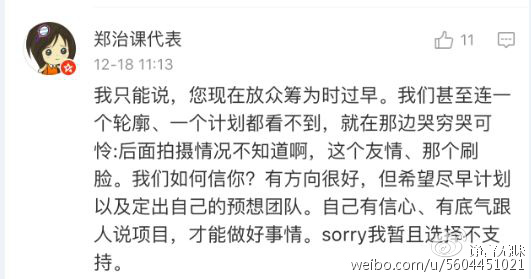 郑治课代表
11
12-18 11:13
我只能说，您现在放众筹为时过早。我们甚至连一
个轮廓、一个计划都看不到，就在那边哭穷哭可
怜:后面拍摄情况不知道啊，这个友情、那个刷
脸。我们如何信你？有方向很好，但希望尽早计划
以及定出自己的预想团队。自己有信心、有底气跟
人说项目，才能做好事情。sorry我暂且选择不支
持。
weibo.com/u/5604451021